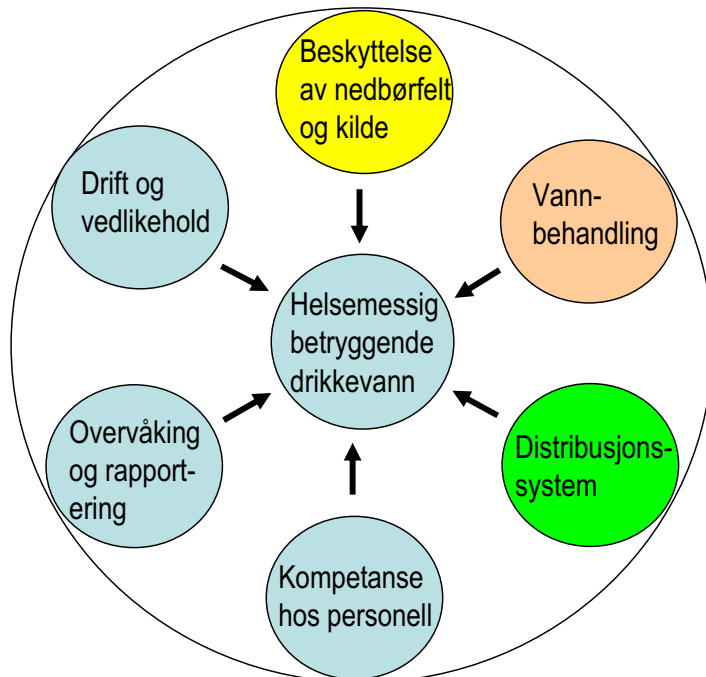 Beskyttelse
av nedbørfelt
og kilde
Drift og
vedlikehold
Vann-
behandling
Helsemessig
betryggende
drikkevann
Overvåking
og rapport-
ering
Distribusjons-
system
Kompetanse
hos personell